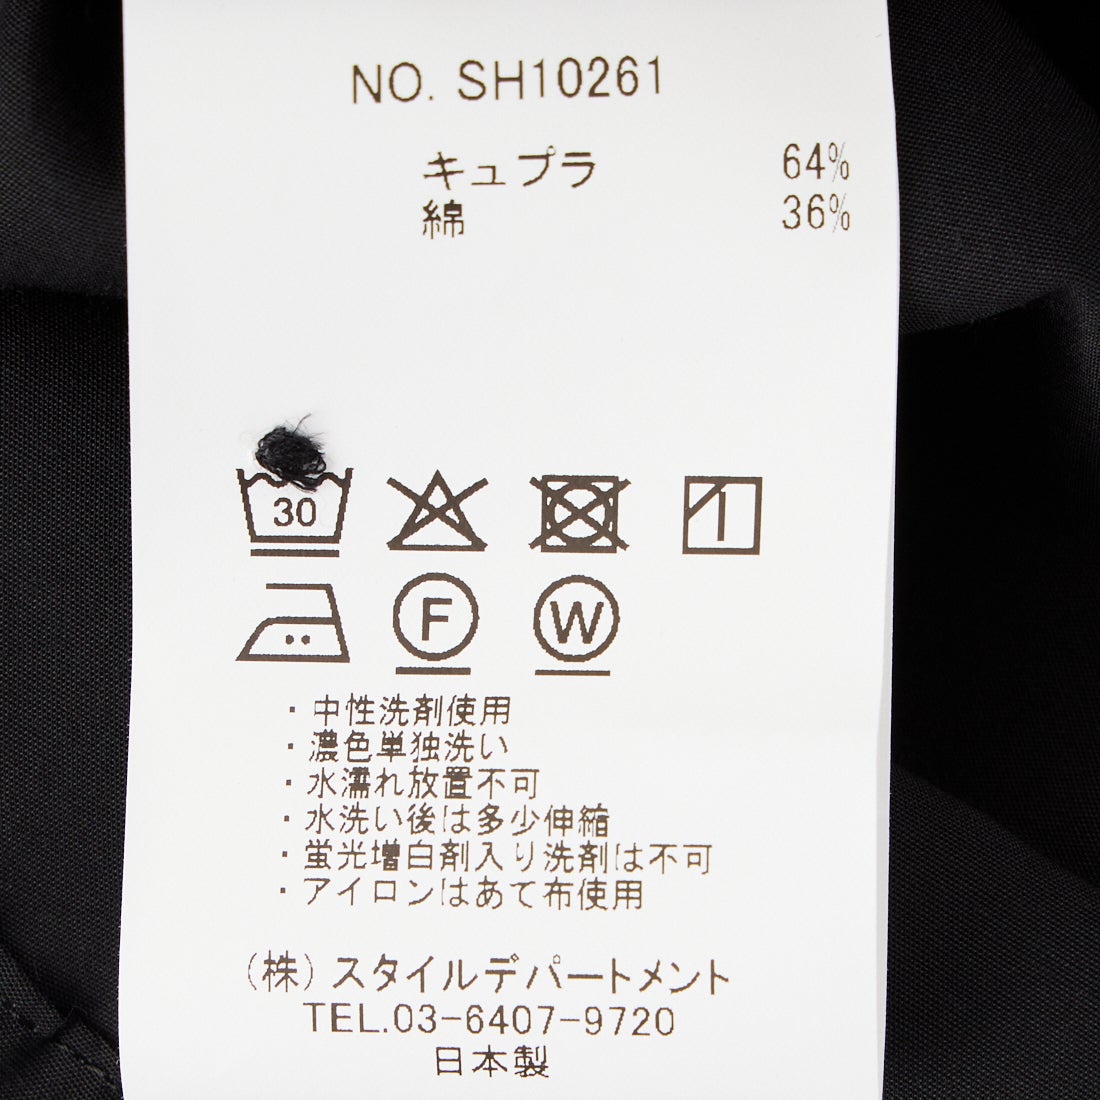 NO. SH10261
キュプラ 64%
綿 36%
30
F W
・中性洗剤使用
・濃色単独洗い
・水濡れ放置不可
・水洗い後は多少伸縮
・蛍光増白剤入り洗剤は不可
・アイロンはあて布使用
(株)スタイルデパートメント
TEL.03-6407-9720
日本製